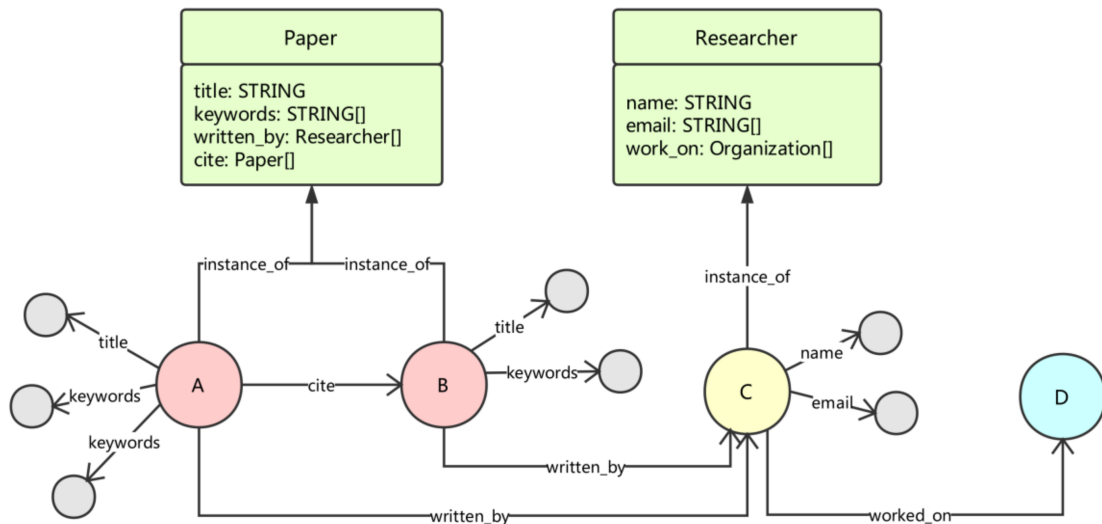 Paper
title: STRING
keywords: STRING[]
written_by: Researcher[]
cite: Paper[]
Researcher
name: STRING
email: STRING[]
work_on: Organization[]
instance_of
instance_of
instance_of
title
keywords
keywords
A
cite
B
title
keywords
C
name
email
D
written_by
written_by
worked_on